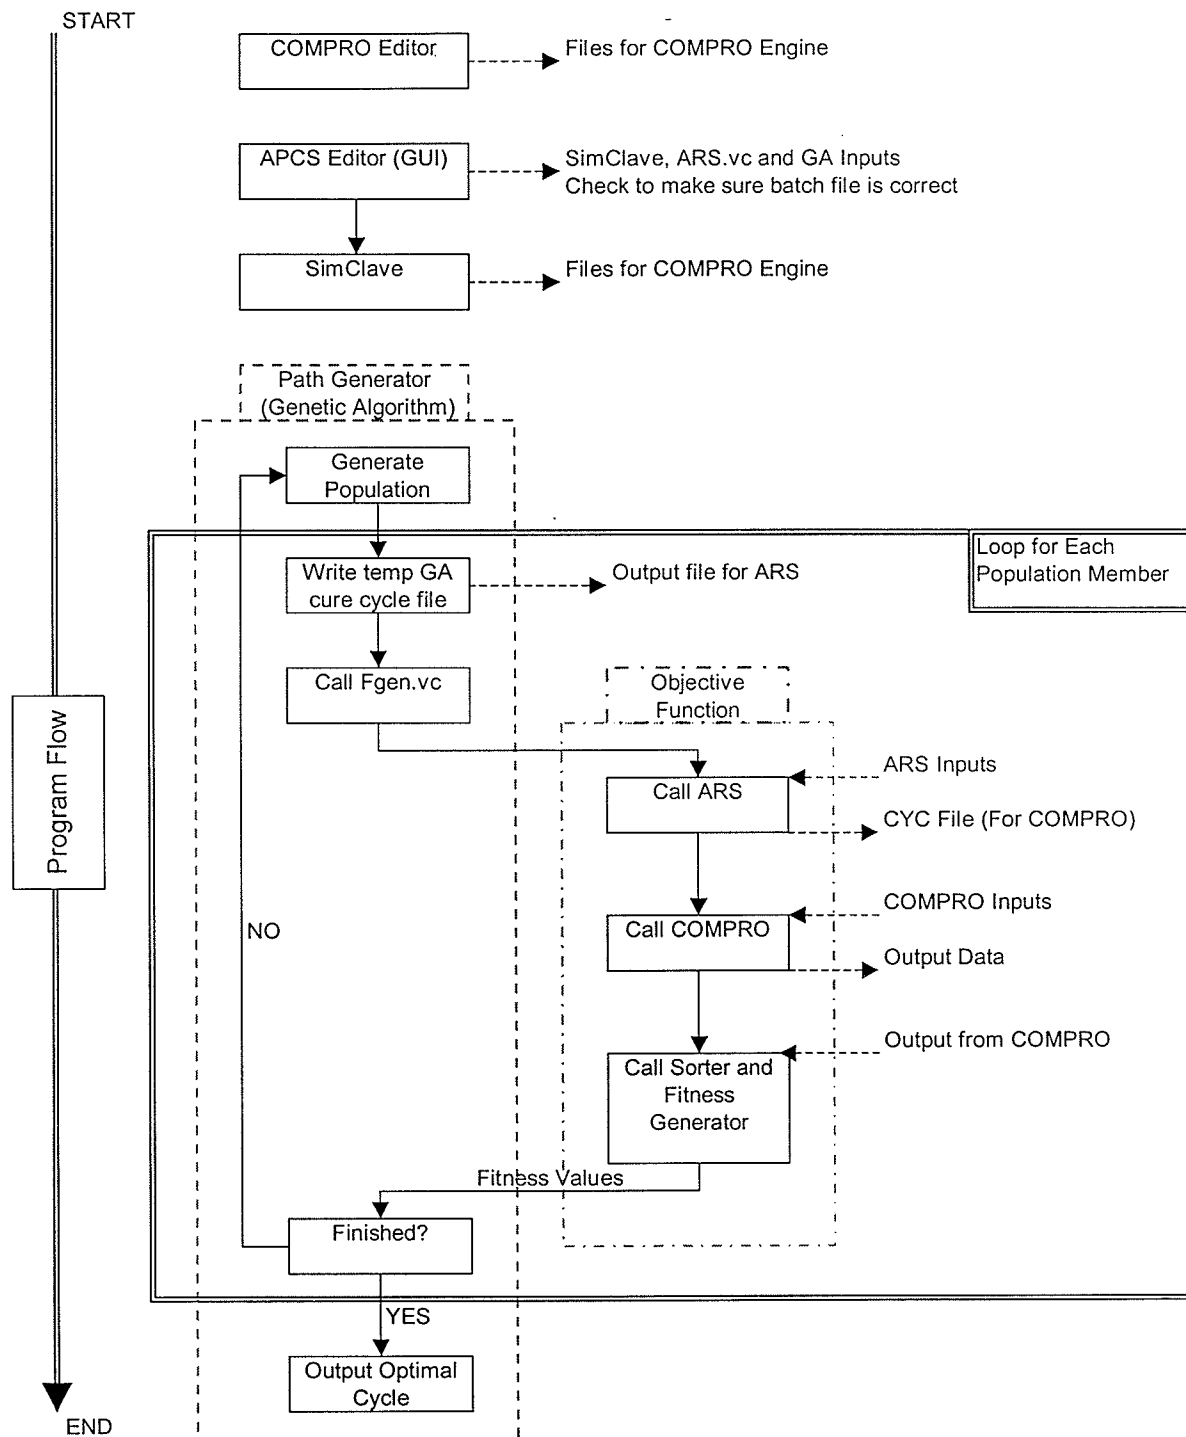 START
COMPRO Editor
Files for COMPRO Engine
APCS Editor (GUI)
SimClave, ARS.vc and GA Inputs
Check to make sure batch file is correct
SimClave
Files for COMPRO Engine
Path Generator
(Genetic Algorithm)
Generate
Population
Loop for Each
Population Member
Write temp GA
cure cycle file
Output file for ARS
Call Fgen.vc
Objective
Function
Program Flow
ARS Inputs
Call ARS
CYC File (For COMPRO)
COMPRO Inputs
Call COMPRO
NO
Output Data
Output from COMPRO
Call Sorter and
Fitness
Generator
Fitness Values
Finished?
YES
Output Optimal
Cycle
END